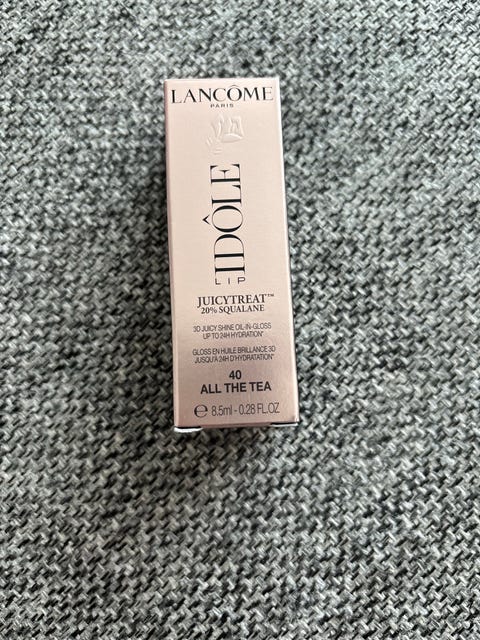 LANCÔME
PARIS
LIP IDÔLE
JUICYTREAT™
20% SQUALANE
3D JUICY SHINE OIL-IN-GLOSS
UP TO 24H HYDRATION*
GLOSS EN HUILE BRILLANCE 3D
JUSQU'À 24H D'HYDRATATION*
40
ALL THE TEA
℮ 8.5ml - 0.28 FL.OZ